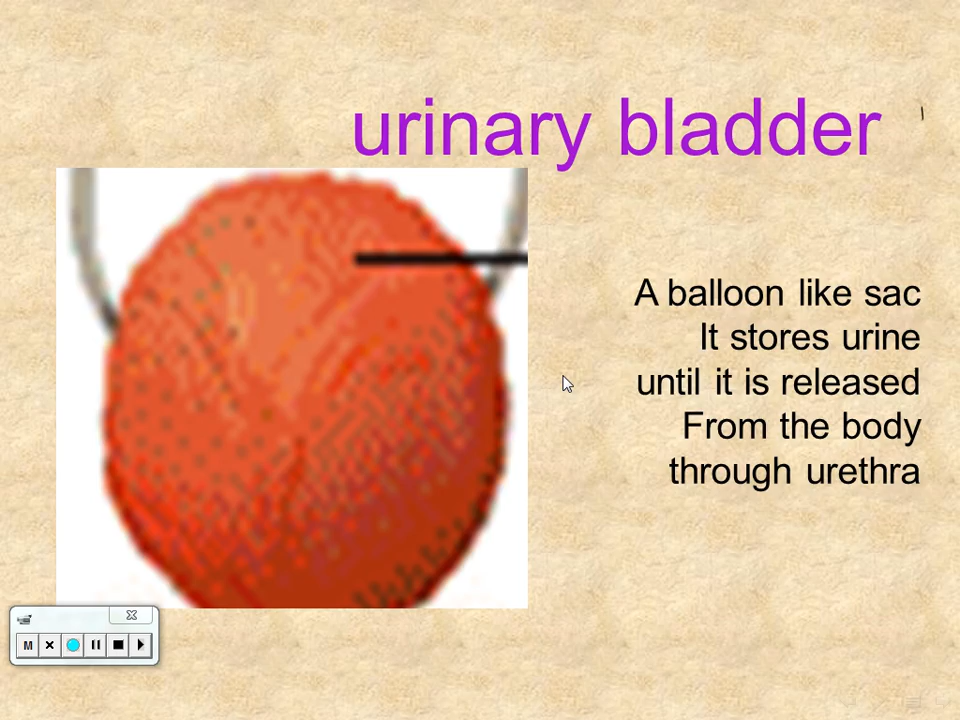 urinary bladder
A balloon like sac
It stores urine
until it is released
From the body
through urethra
M